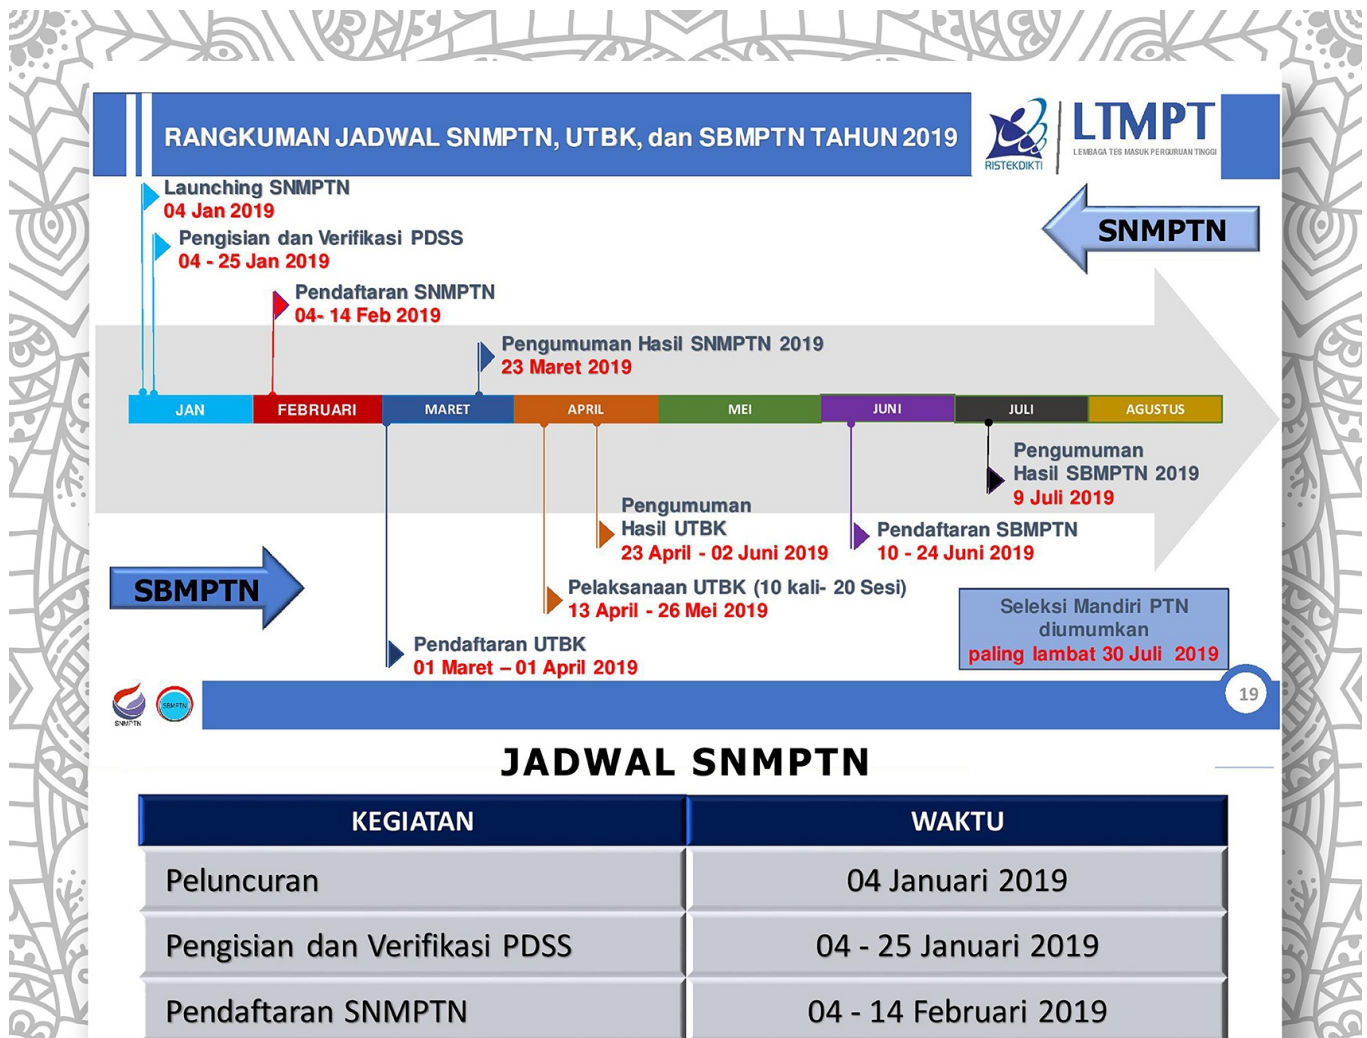 RANGKUMAN JADWAL SNMPTN, UTBK, dan SBMPTN TAHUN 2019
RISTEKDIKTI
LTMPT
LEMBAGA TES MASUK PERGURUAN TINGGI
Launching SNMPTN
04 Jan 2019
SNMPTN
Pengisian dan Verifikasi PDSS
04 - 25 Jan 2019
Pendaftaran SNMPTN
04- 14 Feb 2019
Pengumuman Hasil SNMPTN 2019
23 Maret 2019
JAN
FEBRUARI
MARET
APRIL
MEI
JUNI
JULI
AGUSTUS
Pengumuman
Hasil SBMPTN 2019
9 Juli 2019
Pengumuman
Hasil UTBK
23 April - 02 Juni 2019
Pendaftaran SBMPTN
10 - 24 Juni 2019
SBMPTN
Pelaksanaan UTBK (10 kali- 20 Sesi)
13 April - 26 Mei 2019
Seleksi Mandiri PTN
diumumkan
paling lambat 30 Juli 2019
Pendaftaran UTBK
01 Maret – 01 April 2019
SNMPTN
SBMPTN
19
JADWAL SNMPTN
KEGIATAN
WAKTU
Peluncuran
04 Januari 2019
Pengisian dan Verifikasi PDSS
04 - 25 Januari 2019
Pendaftaran SNMPTN
04 - 14 Februari 2019